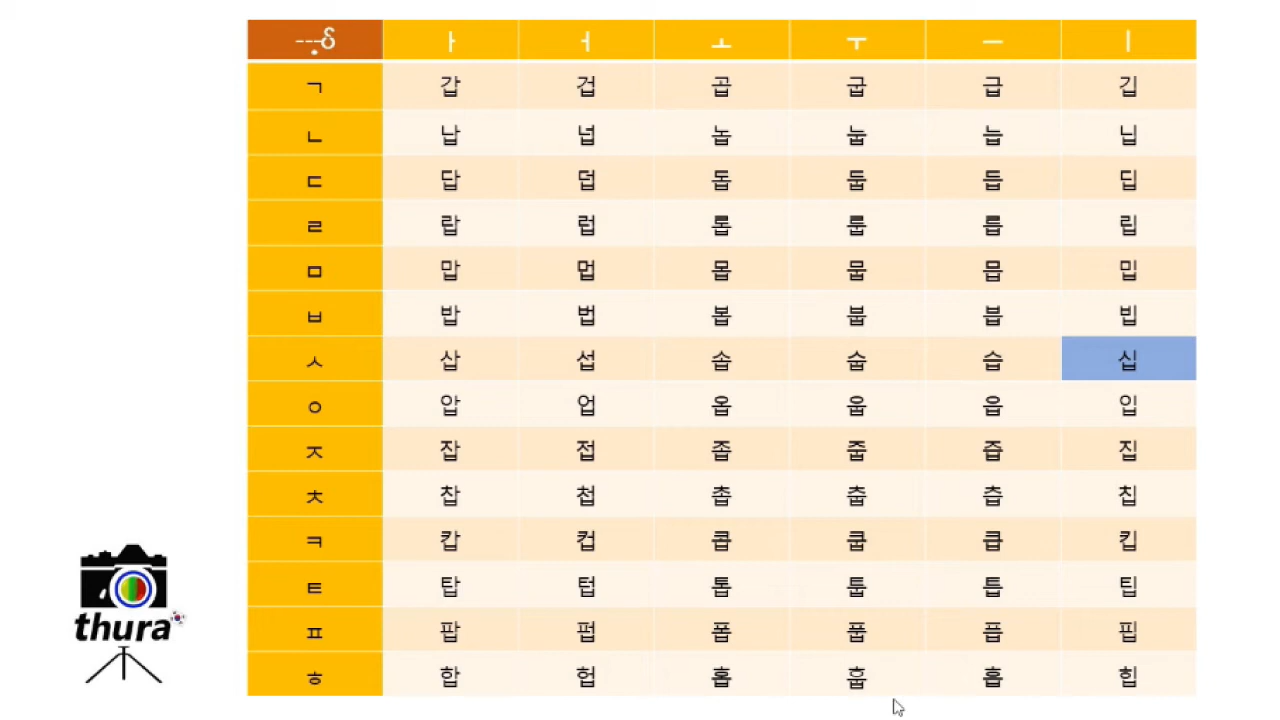 ㅏ ㅓ ㅗ ㅜ ㅡ ㅣ
ㄱ 갑 겁 곱 굽 급 깁
ㄴ 납 넙 놉 눕 늡 닙
ㄷ 답 덥 돕 둡 듭 딥
ㄹ 랍 럽 롭 룹 릅 립
ㅁ 맙 멉 몹 뭅 믑 밉
ㅂ 밥 법 봅 붑 븝 빕
ㅅ 삽 섭 솝 숩 습 십
ㅇ 압 업 옵 웁 읍 입
ㅈ 잡 접 좁 줍 즙 집
ㅊ 찹 첩 촙 춥 츱 칩
ㅋ 캅 컵 콥 쿱 큽 킵
ㅌ 탑 텁 톱 툽 틉 팁
ㅍ 팝 펍 폽 풉 픕 핍
ㅎ 합 헙 홉 훕 흡 힙
thura